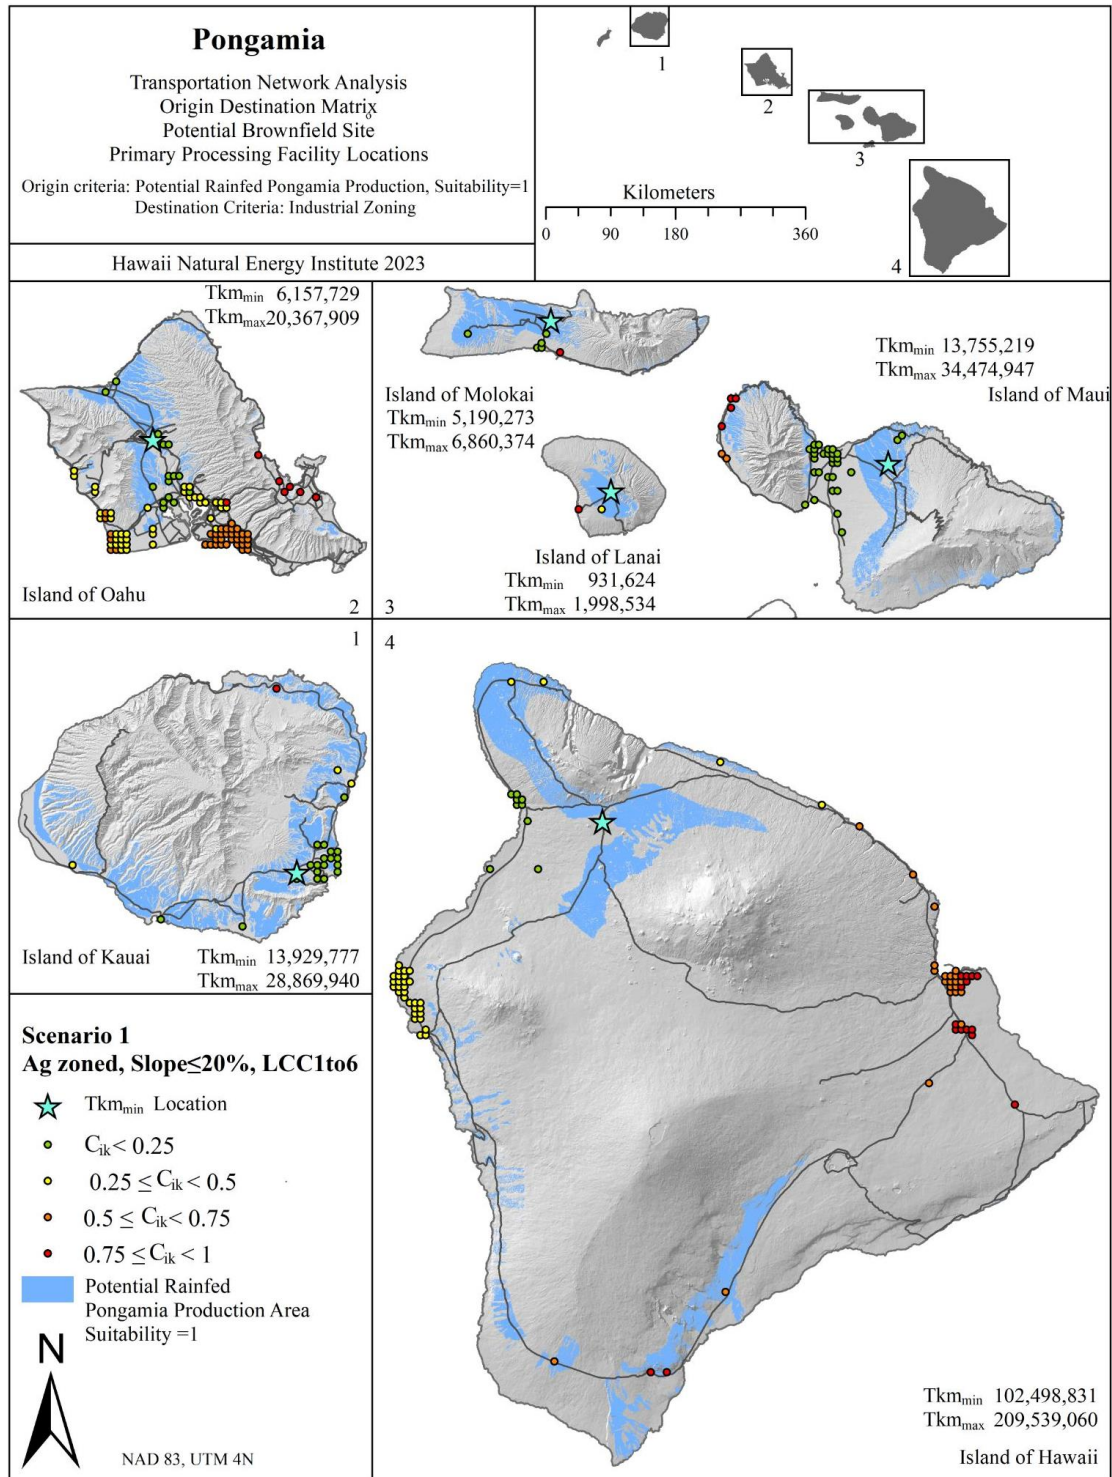 Pongamia
Transportation Network Analysis
Origin Destination Matrix
Potential Brownfield Site
Primary Processing Facility Locations
Origin criteria: Potential Rainfed Pongamia Production, Suitability=1
Destination Criteria: Industrial Zoning
Hawaii Natural Energy Institute 2023
1
2
3
4
Kilometers
0 90 180 360
Tkmmin 6,157,729
Tkmmax20,367,909
Island of Oahu
2
Island of Molokai
Tkmmin 5,190,273
Tkmmax 6,860,374
Island of Lanai
Tkmmin 931,624
Tkmmax 1,998,534
Tkmmin 13,755,219
Tkmmax 34,474,947
Island of Maui
3
1
Island of Kauai
Tkmmin 13,929,777
Tkmmax 28,869,940
4
Tkmmin 102,498,831
Tkmmax 209,539,060
Island of Hawaii
Scenario 1
Ag zoned, Slope≤20%, LCC1to6
Tkmmin Location
Cik< 0.25
0.25 ≤ Cik < 0.5
0.5 ≤ Cik< 0.75
0.75 ≤ Cik < 1
Potential Rainfed
Pongamia Production Area
Suitability =1
N
NAD 83, UTM 4N